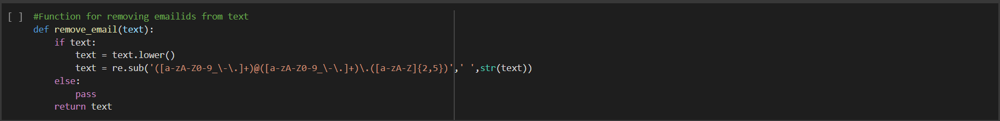 [ ] #Function for removing emailids from text
def remove_email(text):
    if text:
        text = text.lower()
        text = re.sub('([a-zA-Z0-9_\-\.]+)@([a-zA-Z0-9_\-\.]+)\.([a-zA-Z]{2,5})',' ',str(text))
    else:
        pass
    return text